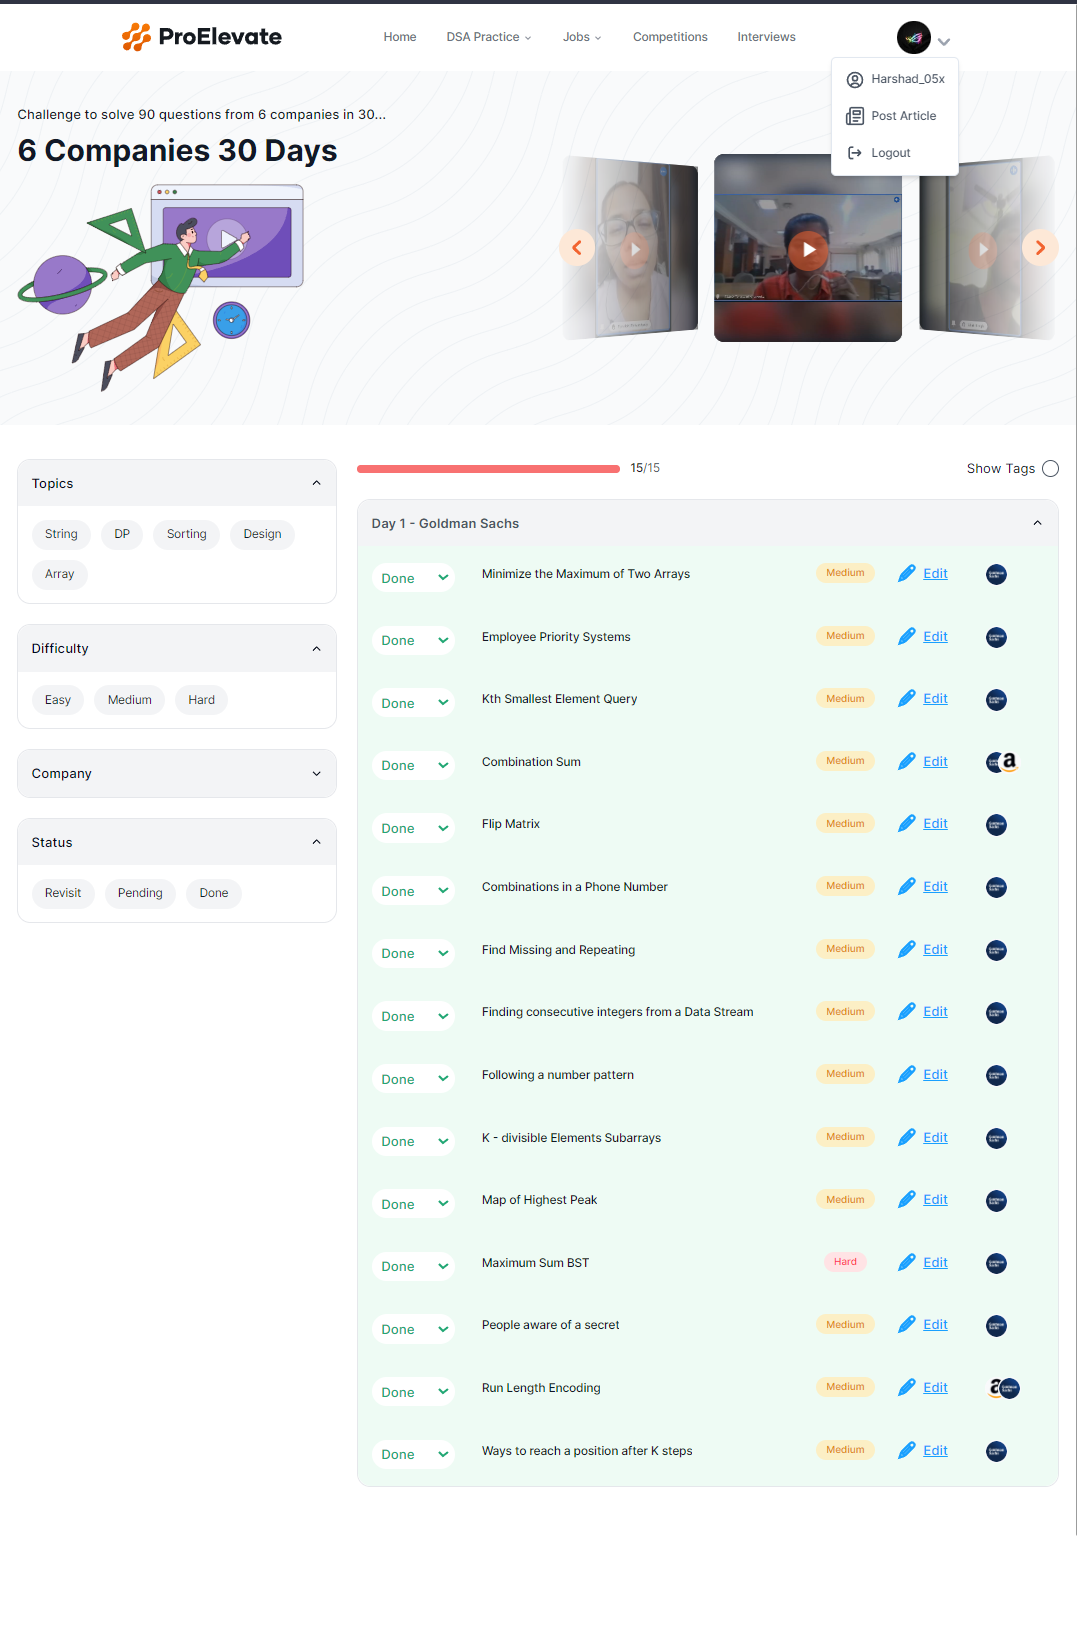 ProElevate
Home DSA Practice Jobs Competitions Interviews
Harshad_05x
Post Article
Logout
Challenge to solve 90 questions from 6 companies in 30...
6 Companies 30 Days
Topics
String DP Sorting Design
Array
Difficulty
Easy Medium Hard
Company
Status
Revisit Pending Done
15/15 Show Tags
Day 1 - Goldman Sachs
Done Minimize the Maximum of Two Arrays Medium Edit
Done Employee Priority Systems Medium Edit
Done Kth Smallest Element Query Medium Edit
Done Combination Sum Medium Edit a
Done Flip Matrix Medium Edit
Done Combinations in a Phone Number Medium Edit
Done Find Missing and Repeating Medium Edit
Done Finding consecutive integers from a Data Stream Medium Edit
Done Following a number pattern Medium Edit
Done K - divisible Elements Subarrays Medium Edit
Done Map of Highest Peak Medium Edit
Done Maximum Sum BST Hard Edit
Done People aware of a secret Medium Edit
Done Run Length Encoding Medium Edit a
Done Ways to reach a position after K steps Medium Edit